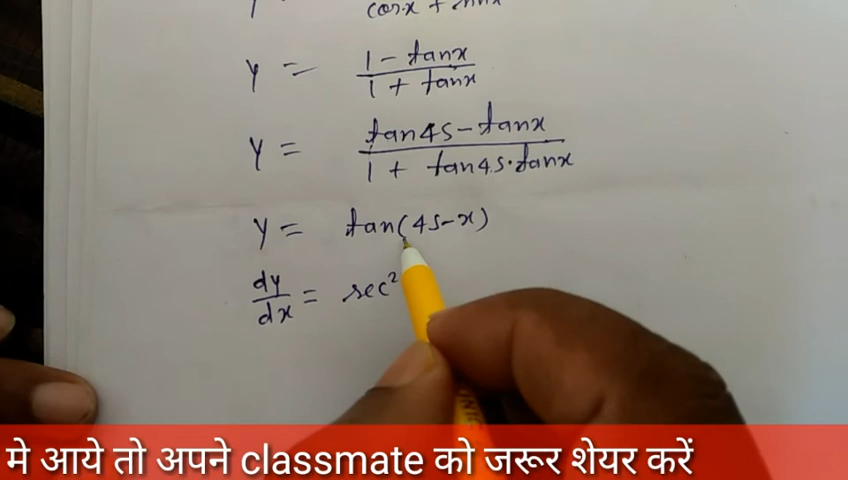 Y =
Y = 1 - tanx / 1 + tanx
Y = tan45 - tanx / 1 + tan45.tanx
Y = tan(45-x)
dy/dx = sec²
मे आये तो अपने classmate को जरूर शेयर करें